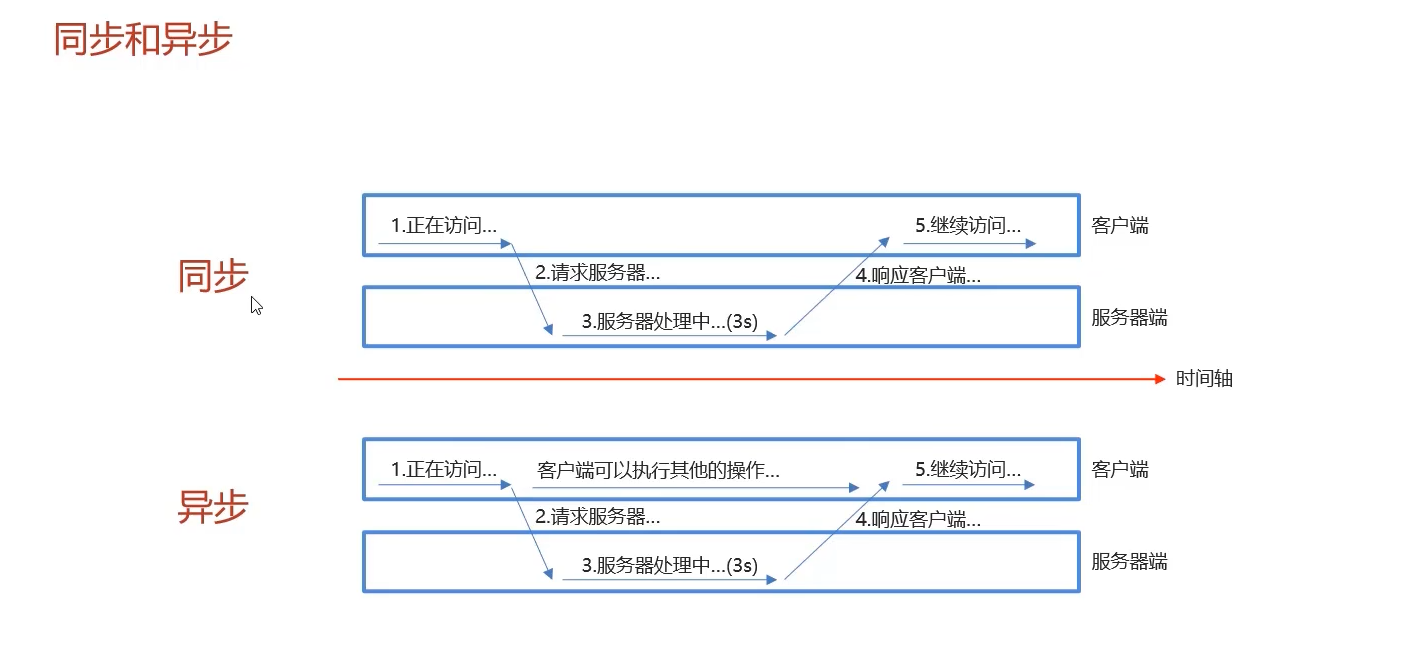 同步和异步
同步
1.正在访问...
5.继续访问...
客户端
2.请求服务器...
4.响应客户端...
3.服务器处理中...(3s)
服务器端
时间轴
异步
1.正在访问...
客户端可以执行其他的操作...
5.继续访问...
客户端
2.请求服务器...
4.响应客户端...
3.服务器处理中...(3s)
服务器端